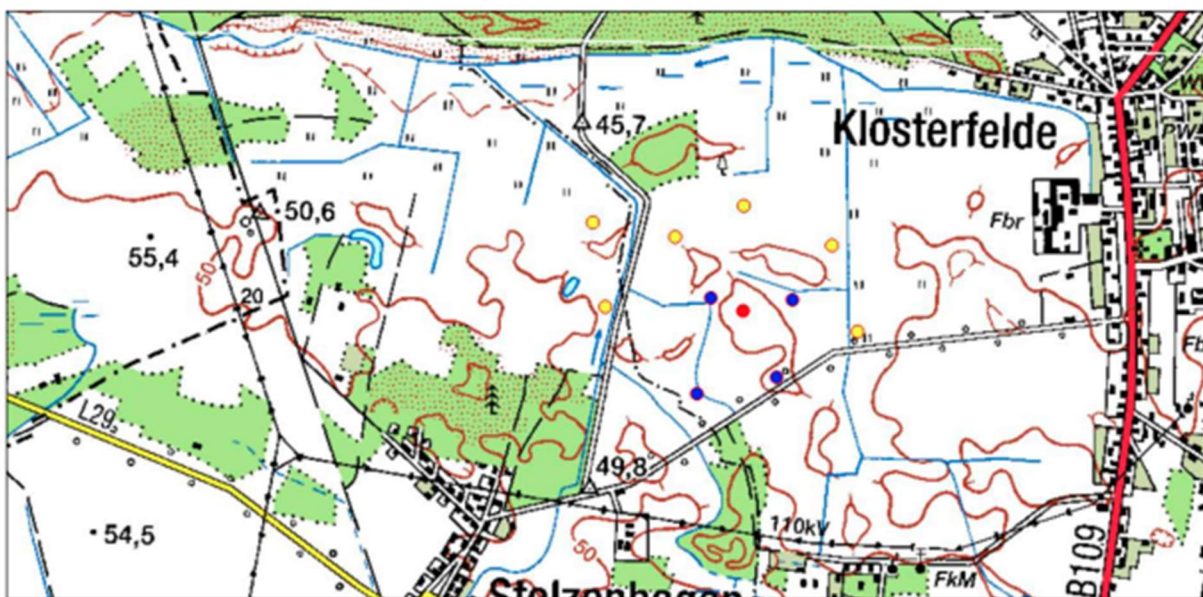 45,7
Klosterfelde
PW
50,6
Fbr
55,4
50
20
L29
49,8
54,5
50
110kV
FkM
B109
Stolzenhagen